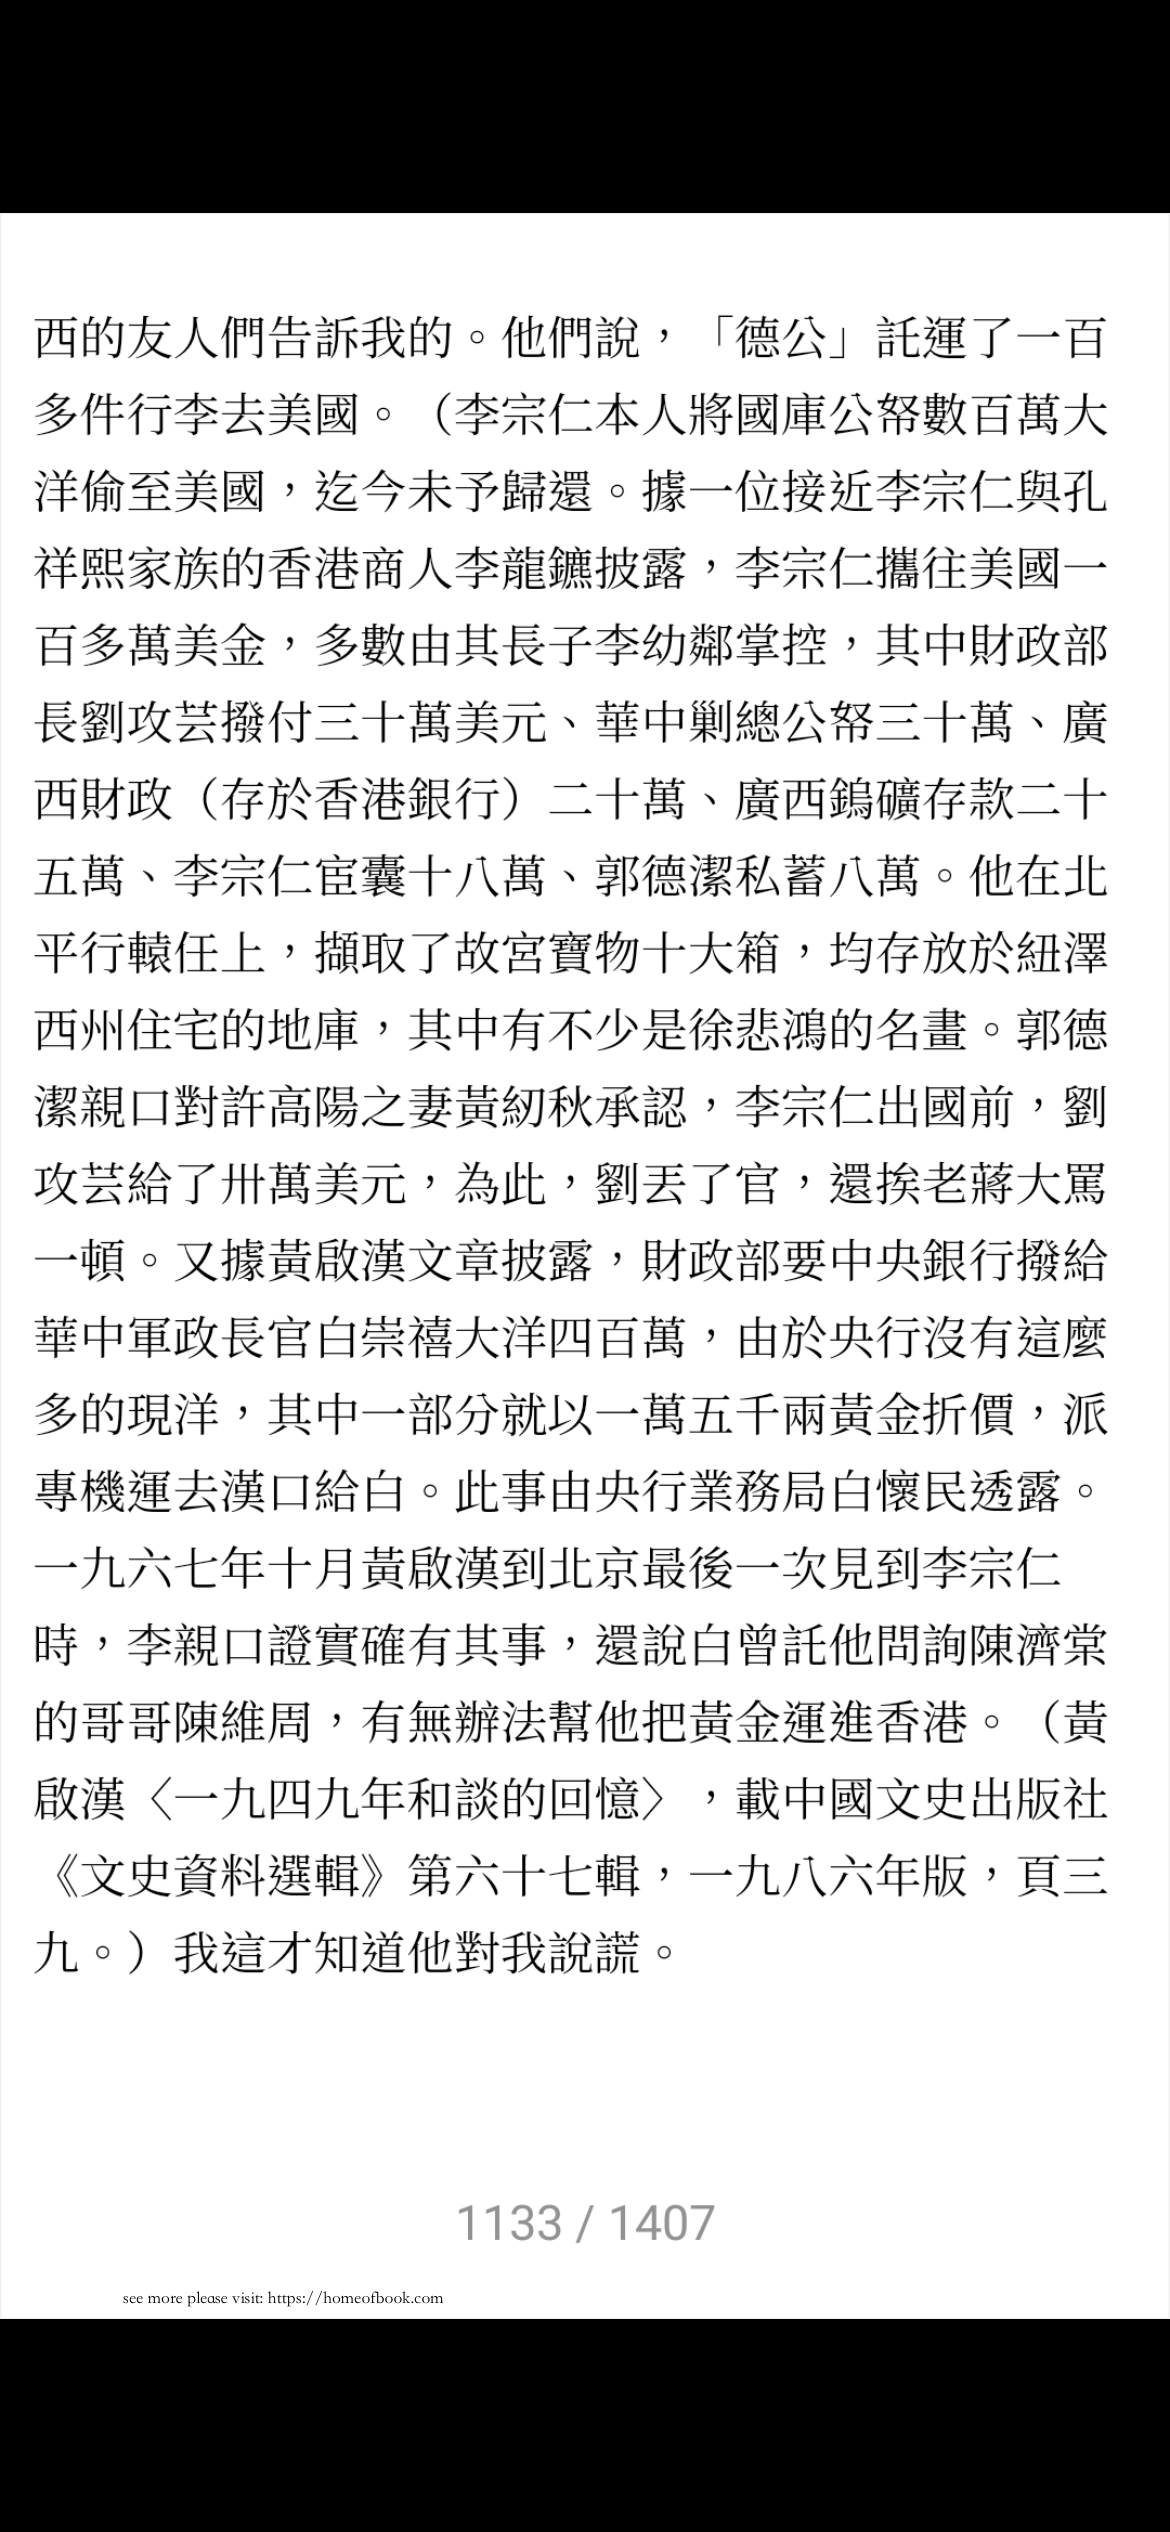 西的友人們告訴我的。他們說，「德公」託運了一百
多件行李去美國。（李宗仁本人將國庫公帑數百萬大
洋偷至美國，迄今未予歸還。據一位接近李宗仁與孔
祥熙家族的香港商人李龍鑣披露，李宗仁攜往美國一
百多萬美金，多數由其長子李幼鄰掌控，其中財政部
長劉攻芸撥付三十萬美元、華中剿總公帑三十萬、廣
西財政（存於香港銀行）二十萬、廣西鎢礦存款二十
五萬、李宗仁宦囊十八萬、郭德潔私蓄八萬。他在北
平行轅任上，擷取了故宮寶物十大箱，均存放於紐澤
西州住宅的地庫，其中有不少是徐悲鴻的名畫。郭德
潔親口對許高陽之妻黃紉秋承認，李宗仁出國前，劉
攻芸給了卅萬美元，為此，劉丟了官，還挨老蔣大罵
一頓。又據黃啟漢文章披露，財政部要中央銀行撥給
華中軍政長官白崇禧大洋四百萬，由於央行沒有這麼
多的現洋，其中一部分就以一萬五千兩黃金折價，派
專機運去漢口給白。此事由央行業務局白懷民透露。
一九六七年十月黃啟漢到北京最後一次見到李宗仁
時，李親口證實確有其事，還說白曾託他問詢陳濟棠
的哥哥陳維周，有無辦法幫他把黃金運進香港。（黃
啟漢〈一九四九年和談的回憶〉，載中國文史出版社
《文史資料選輯》第六十七輯，一九八六年版，頁三
九。）我這才知道他對我說謊。
1133 / 1407
see more please visit: https://homeofbook.com